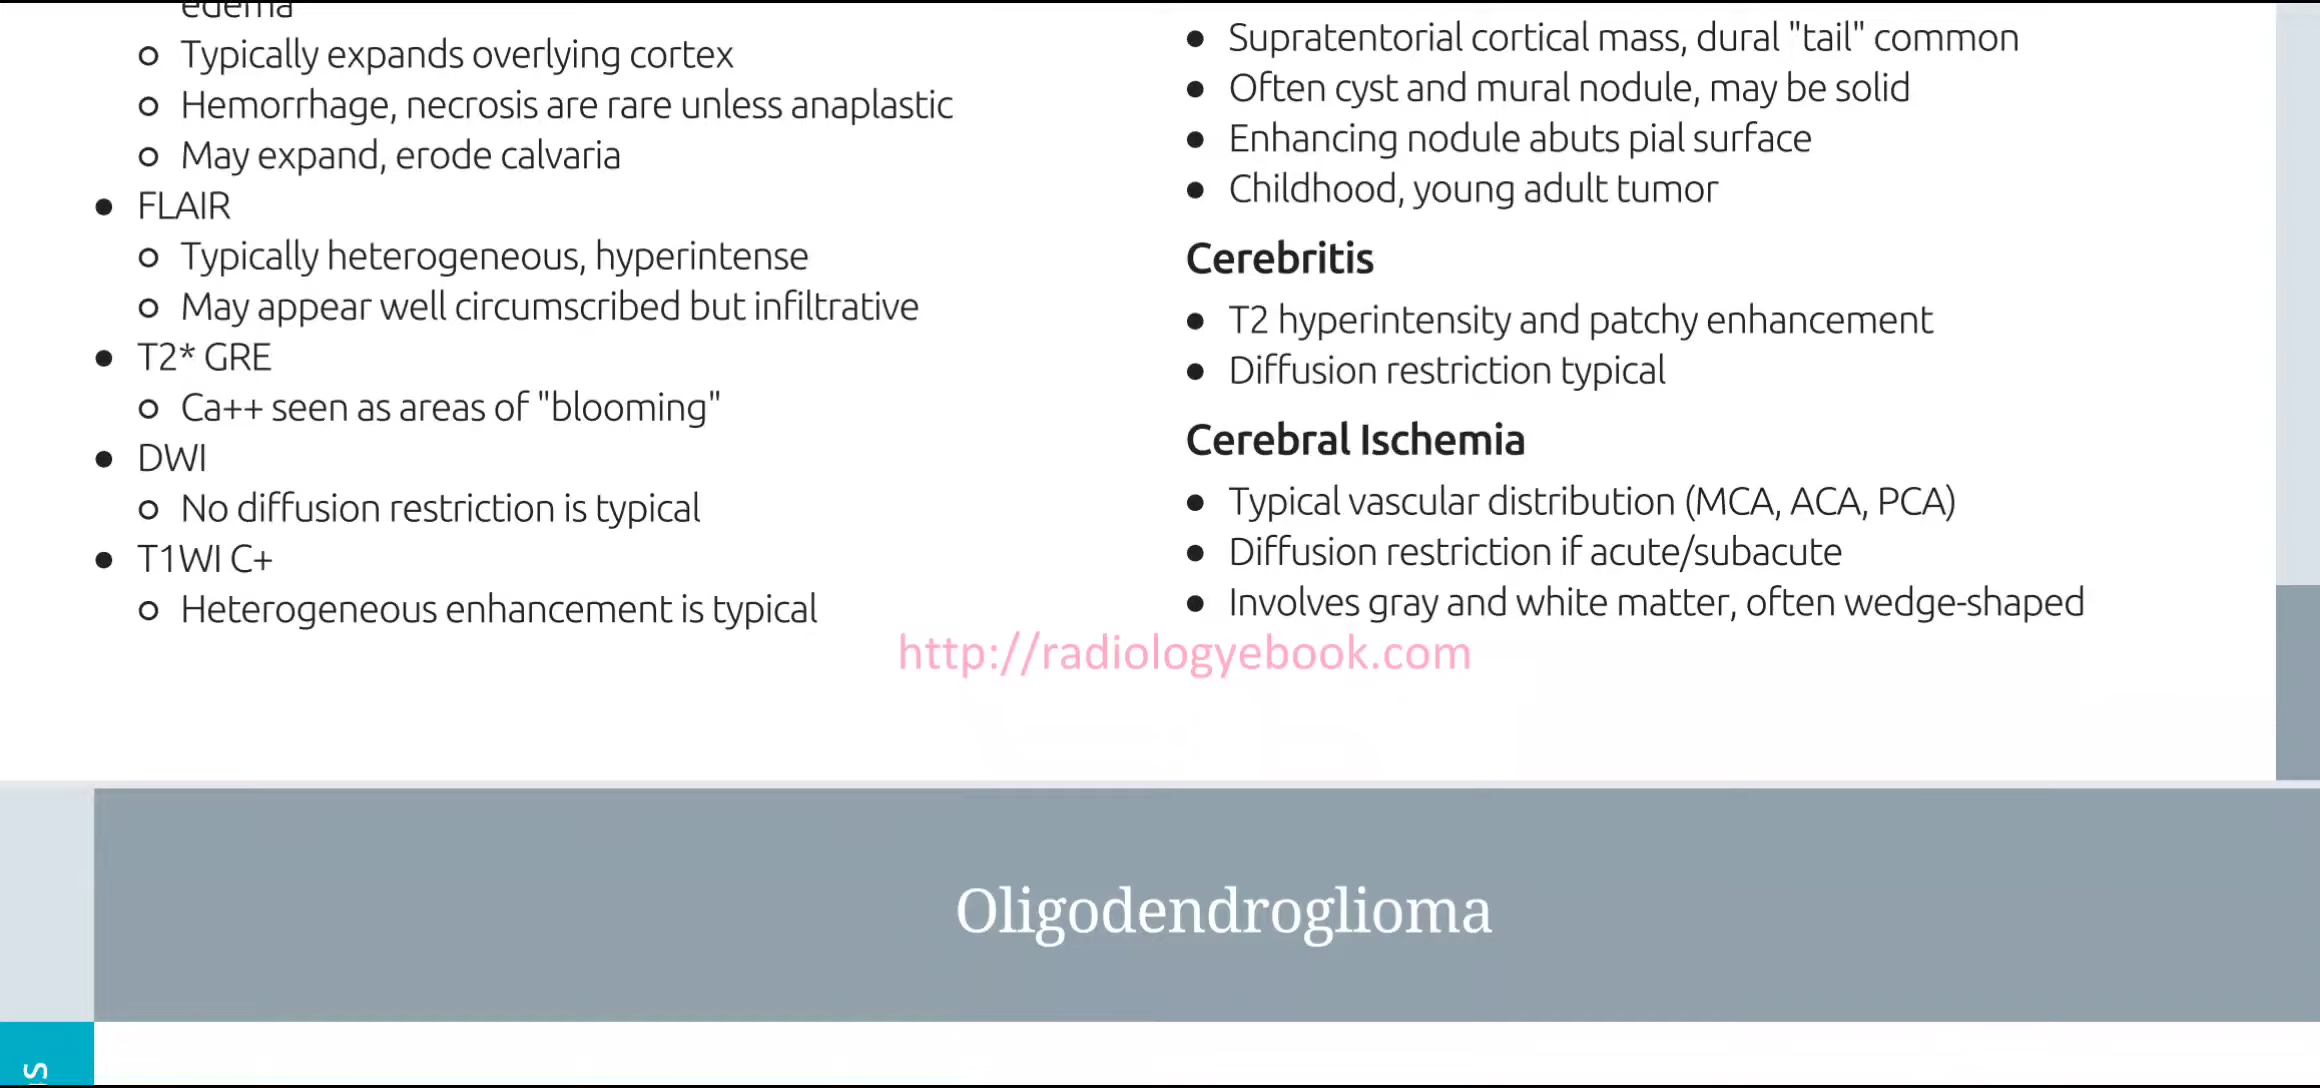 edema
○ Typically expands overlying cortex
○ Hemorrhage, necrosis are rare unless anaplastic
○ May expand, erode calvaria
● FLAIR
○ Typically heterogeneous, hyperintense
○ May appear well circumscribed but infiltrative
● T2* GRE
○ Ca++ seen as areas of "blooming"
● DWI
○ No diffusion restriction is typical
● T1WI C+
○ Heterogeneous enhancement is typical
● Supratentorial cortical mass, dural "tail" common
● Often cyst and mural nodule, may be solid
● Enhancing nodule abuts pial surface
● Childhood, young adult tumor
Cerebritis
● T2 hyperintensity and patchy enhancement
● Diffusion restriction typical
Cerebral Ischemia
● Typical vascular distribution (MCA, ACA, PCA)
● Diffusion restriction if acute/subacute
● Involves gray and white matter, often wedge-shaped
http://radiologyebook.com
Oligodendroglioma